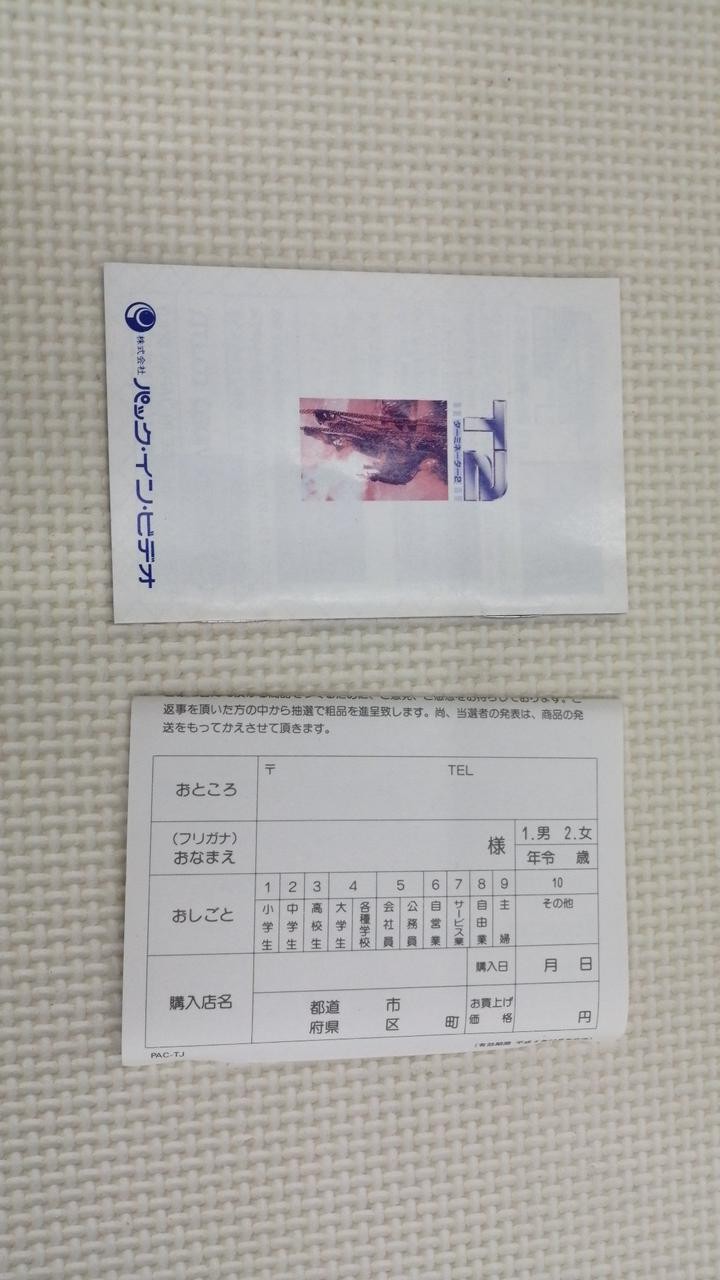 株式会社 パック・イン・ビデオ
T2
ターミネーター2
返事を頂いた方の中から抽選で粗品を進呈致します。尚、当選者の発表は、商品の発
送をもってかえさせて頂きます。
おところ 〒 TEL
(フリガナ)
おなまえ 様 1.男 2.女
年令 歳
おしごと 1 2 3 4 5 6 7 8 9 10
小学生 中学生 高校生 大学生 各種学校 会社員 公務員 自営業 サービス業 自由業 主婦 その他
購入店名 購入日 月 日
都道 市 お買上げ
府県 区 町 価格 円
PAC-TJ